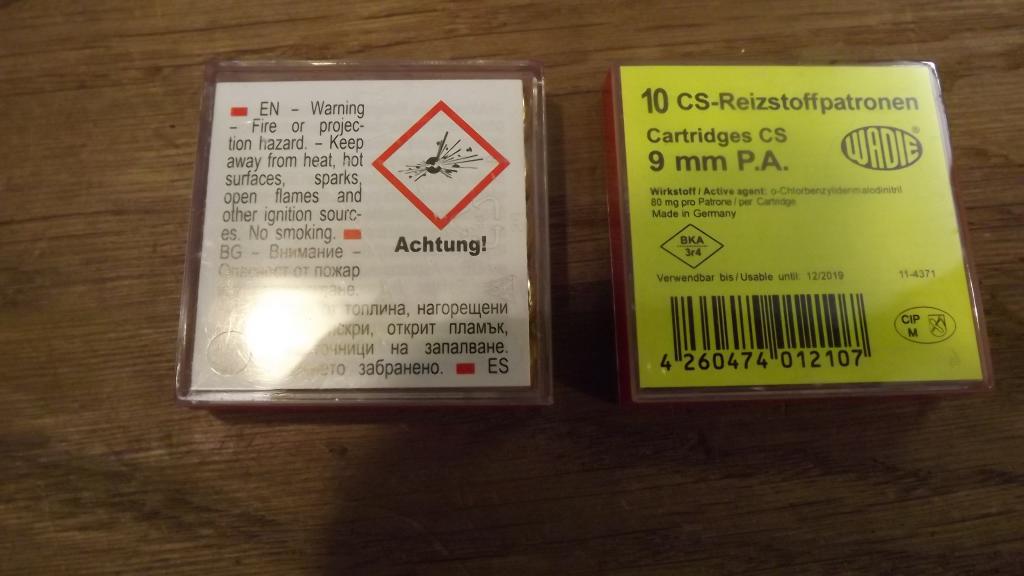 EN – Warning
– Fire or projec-
tion hazard. – Keep
away from heat, hot
surfaces, sparks,
open flames and
other ignition sourc-
es. No smoking.
BG – Внимание –
Опасност от пожар
топлина, нагорещени
искри, открит пламък,
източници на запалване.
забранено. ES
Achtung!
10 CS-Reizstoffpatronen
Cartridges CS
9 mm P.A.
WADIE®
Wirkstoff / Active agent: o-Chlorbenzylidenmalodinitril
80 mg pro Patrone / per Cartridge
Made in Germany
BKA
3r4
Verwendbar bis / Usable until: 12/2019
11-4371
4 260474 012107
CIP
M